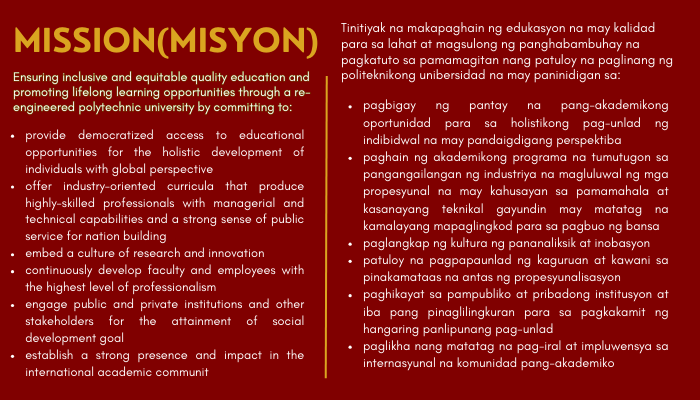 MISSION(MISYON)
Ensuring inclusive and equitable quality education and
promoting lifelong learning opportunities through a re-
engineered polytechnic university by committing to:
• provide democratized access to educational
opportunities for the holistic development of
individuals with global perspective
• offer industry-oriented curricula that produce
highly-skilled professionals with managerial and
technical capabilities and a strong sense of public
service for nation building
• embed a culture of research and innovation
• continuously develop faculty and employees with
the highest level of professionalism
• engage public and private institutions and other
stakeholders for the attainment of social
development goal
• establish a strong presence and impact in the
international academic communit
Tinitiyak na makapaghain ng edukasyon na may kalidad
para sa lahat at magsulong ng panghabambuhay na
pagkatuto sa pamamagitan nang patuloy na paglinang ng
politeknikong unibersidad na may paninidigan sa:
• pagbigay ng pantay na pang-akademikong
oportunidad para sa holistikong pag-unlad ng
indibidwal na may pandaigdigang perspektiba
• paghain ng akademikong programa na tumutugon sa
pangangailangan ng industriya na magluluwal ng mga
propesyunal na may kahusayan sa pamamahala at
kasanayang teknikal gayundin may matatag na
kamalayang mapaglingkod para sa pagbuo ng bansa
• paglangkap ng kultura ng pananaliksik at inobasyon
• patuloy na pagpapaunlad ng kaguruan at kawani sa
pinakamataas na antas ng propesyunalisasyon
• paghikayat sa pampubliko at pribadong institusyon at
iba pang pinaglilingkuran para sa pagkakamit ng
hangaring panlipunang pag-unlad
• paglikha nang matatag na pag-iral at impluwensya sa
internasyunal na komunidad pang-akademiko